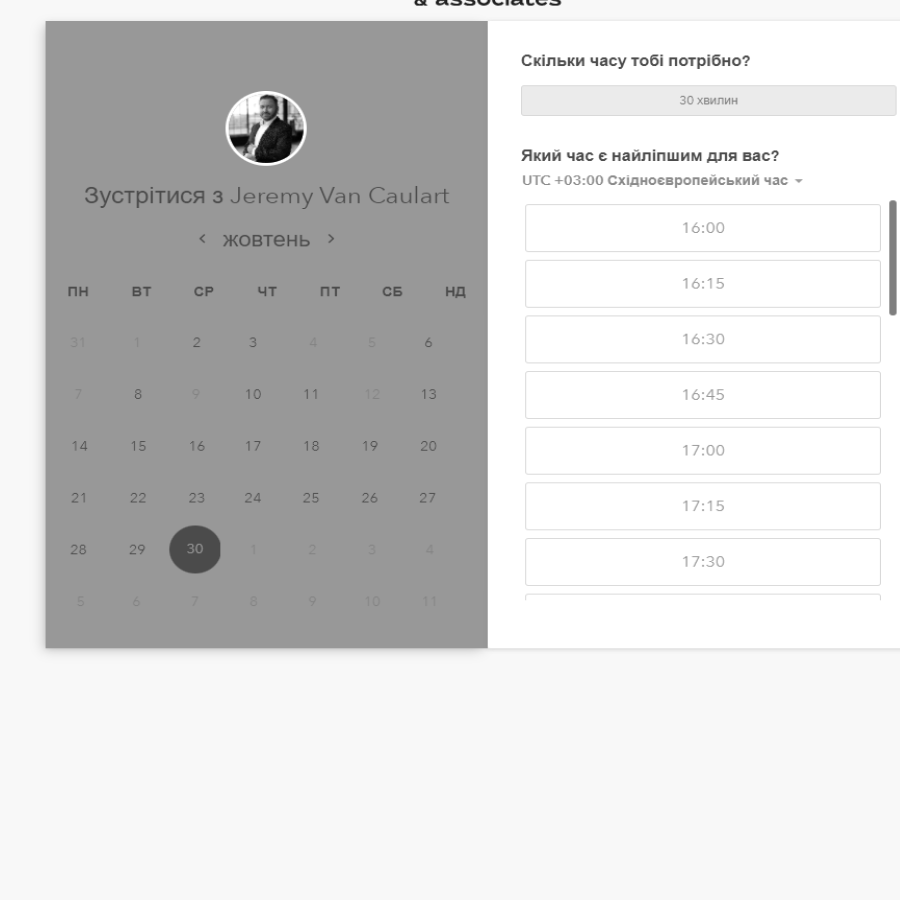 & associates
Зустрітися з Jeremy Van Caulart
жовтень
ПН ВТ СР ЧТ ПТ СБ НД
31 1 2 3 4 5 6
7 8 9 10 11 12 13
14 15 16 17 18 19 20
21 22 23 24 25 26 27
28 29 30 1 2 3 4
5 6 7 8 9 10 11
Скільки часу тобі потрібно?
30 хвилин
Який час є найліпшим для вас?
UTC +03:00 Східноєвропейський час
16:00
16:15
16:30
16:45
17:00
17:15
17:30